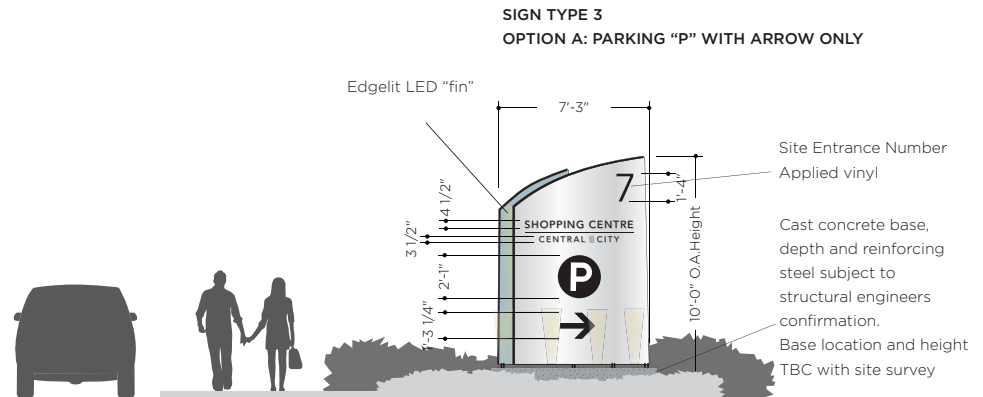 SIGN TYPE 3
OPTION A: PARKING “P” WITH ARROW ONLY
Edgelit LED “fin”
7'-3"
Site Entrance Number
Applied vinyl
7
1'-4"
4 1/2"
SHOPPING CENTRE
CENTRAL CITY
3 1/2"
Cast concrete base,
depth and reinforcing
steel subject to
structural engineers
confirmation.
Base location and height
TBC with site survey
2'-1"
P
10'-0" O.A.Height
'-3 1/4"